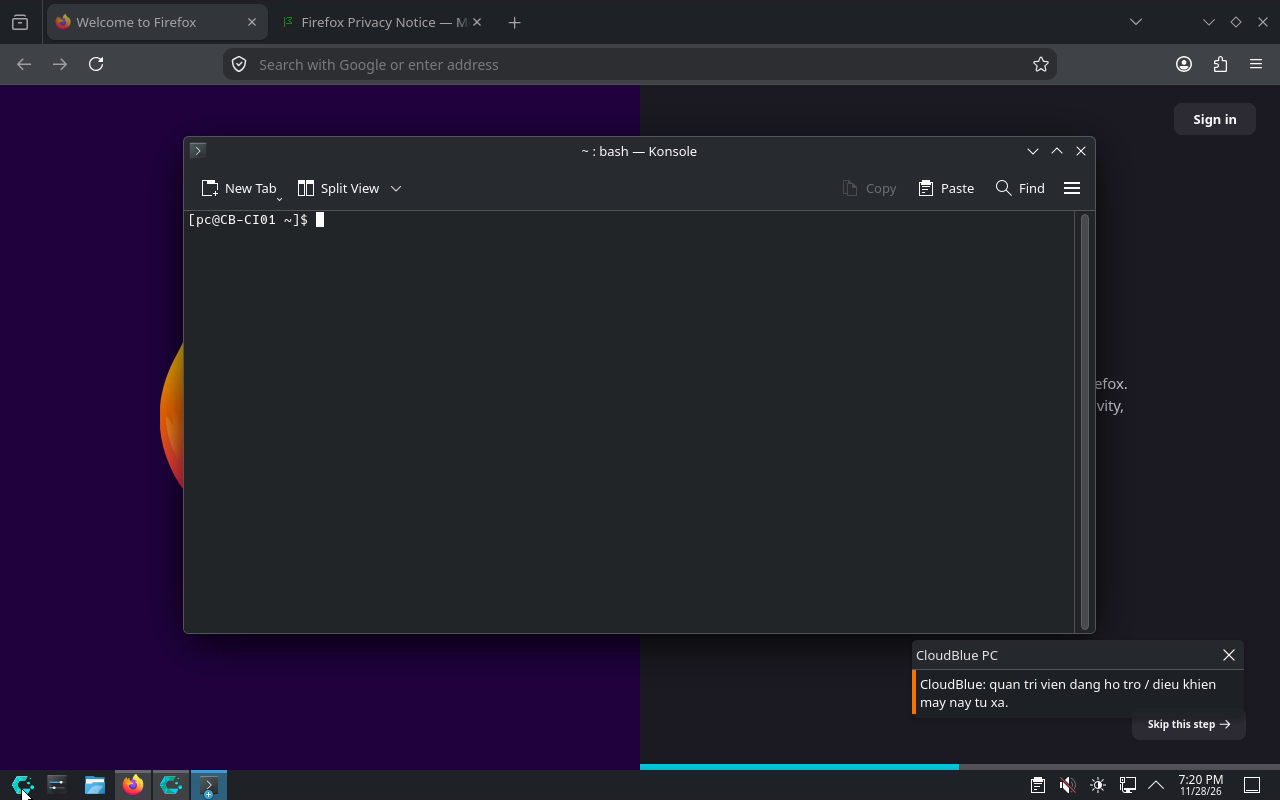 Welcome to Firefox
Firefox Privacy Notice — M
Search with Google or enter address
Sign in
~ : bash — Konsole
New Tab
Split View
Copy
Paste
Find
[pc@CB-CI01 ~]$
efox.
vity,
CloudBlue PC
CloudBlue: quan tri vien dang ho tro / dieu khien
may nay tu xa.
Skip this step →
7:20 PM
11/28/26